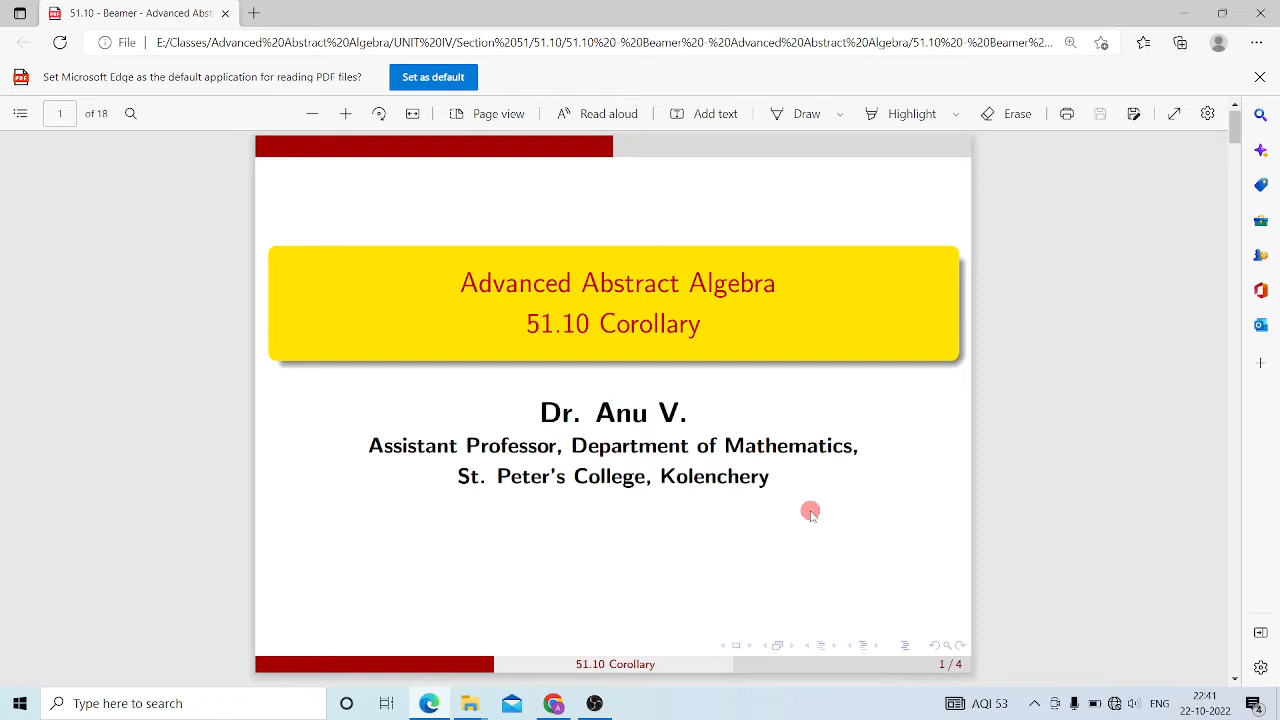 51.10 - Beamer - Advanced Abst
File
E:/Classes/Advanced%20Abstract%20Algebra/UNIT%20IV/Section%20E51/51.10/51.10%20-%20Beamer%20-%20Advanced%20Abstract%20Algebra/51.10%20-%20Beamer%2...
Set Microsoft Edge as the default application for reading PDF files?
Set as default
1
of 18
Page view
Read aloud
Add text
Draw
Highlight
Erase
Advanced Abstract Algebra
51.10 Corollary
Dr. Anu V.
Assistant Professor, Department of Mathematics,
St. Peter's College, Kolenchery
51.10 Corollary
1 / 4
Type here to search
AQI 53
ENG
22:41
22-10-2022
4